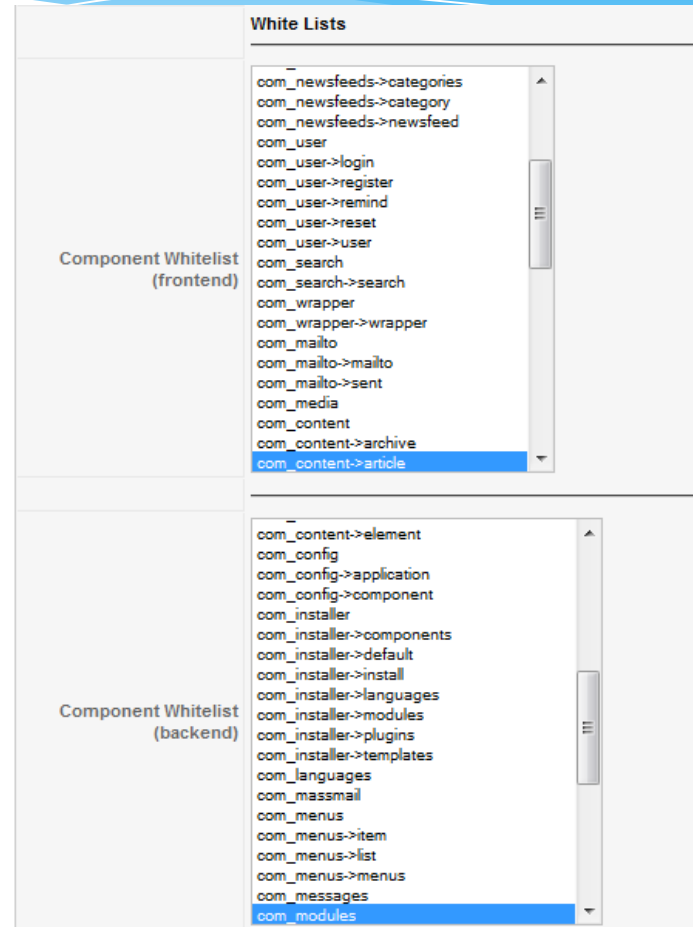 White Lists
com_newsfeeds->categories
com_newsfeeds->category
com_newsfeeds->newsfeed
com_user
com_user->login
com_user->register
com_user->remind
com_user->reset
com_user->user
Component Whitelist
(frontend)
com_search
com_search->search
com_wrapper
com_wrapper->wrapper
com_mailto
com_mailto->mailto
com_mailto->sent
com_media
com_content
com_content->archive
com_content->article
com_content->element
com_config
com_config->application
com_config->component
com_installer
com_installer->components
com_installer->default
com_installer->install
com_installer->languages
Component Whitelist
(backend)
com_installer->modules
com_installer->plugins
com_installer->templates
com_languages
com_massmail
com_menus
com_menus->item
com_menus->list
com_menus->menus
com_messages
com_modules